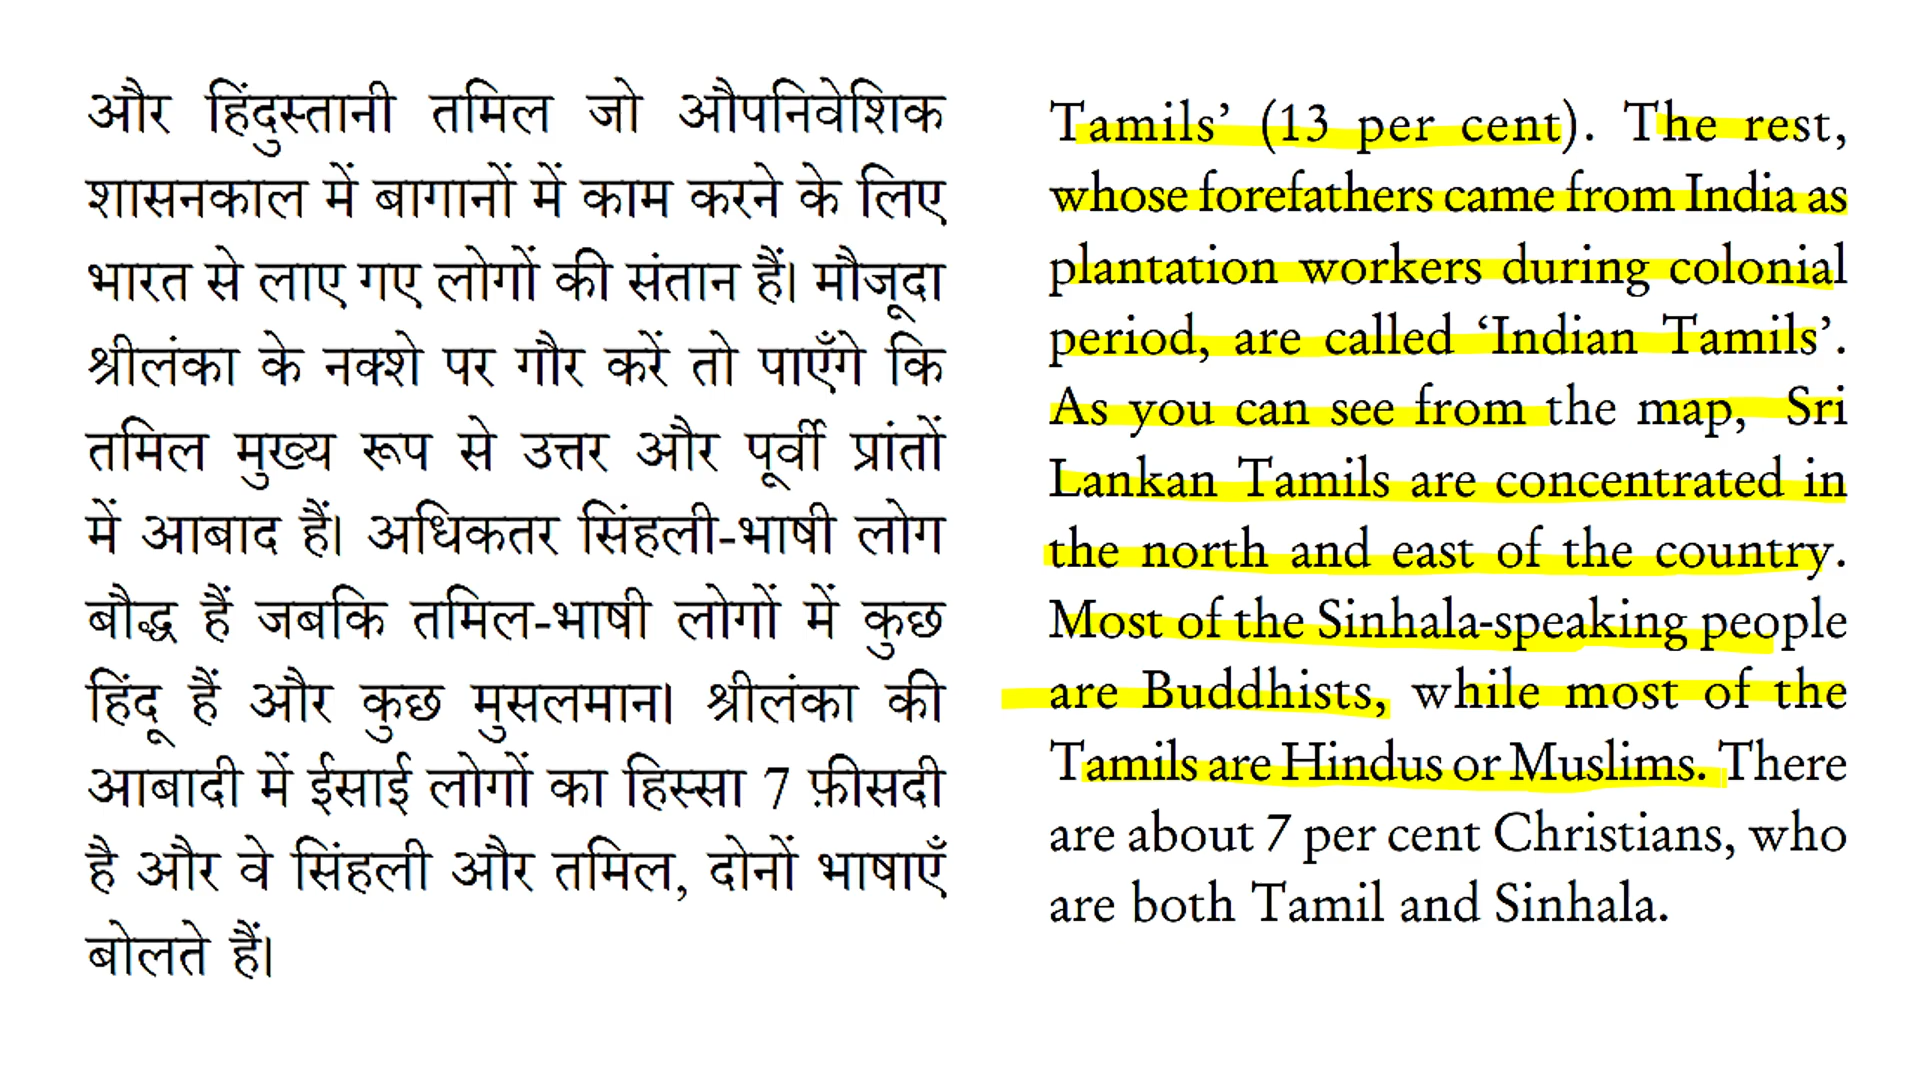 और हिंदुस्तानी तमिल जो औपनिवेशिक
शासनकाल में बागानों में काम करने के लिए
भारत से लाए गए लोगों की संतान हैं। मौजूदा
श्रीलंका के नक्शे पर गौर करें तो पाएँगे कि
तमिल मुख्य रूप से उत्तर और पूर्वी प्रांतों
में आबाद हैं। अधिकतर सिंहली-भाषी लोग
बौद्ध हैं जबकि तमिल-भाषी लोगों में कुछ
हिंदू हैं और कुछ मुसलमान। श्रीलंका की
आबादी में ईसाई लोगों का हिस्सा 7 फ़ीसदी
है और वे सिंहली और तमिल, दोनों भाषाएँ
बोलते हैं।
Tamils’ (13 per cent). The rest,
whose forefathers came from India as
plantation workers during colonial
period, are called ‘Indian Tamils’.
As you can see from the map, Sri
Lankan Tamils are concentrated in
the north and east of the country.
Most of the Sinhala-speaking people
are Buddhists, while most of the
Tamils are Hindus or Muslims. There
are about 7 per cent Christians, who
are both Tamil and Sinhala.